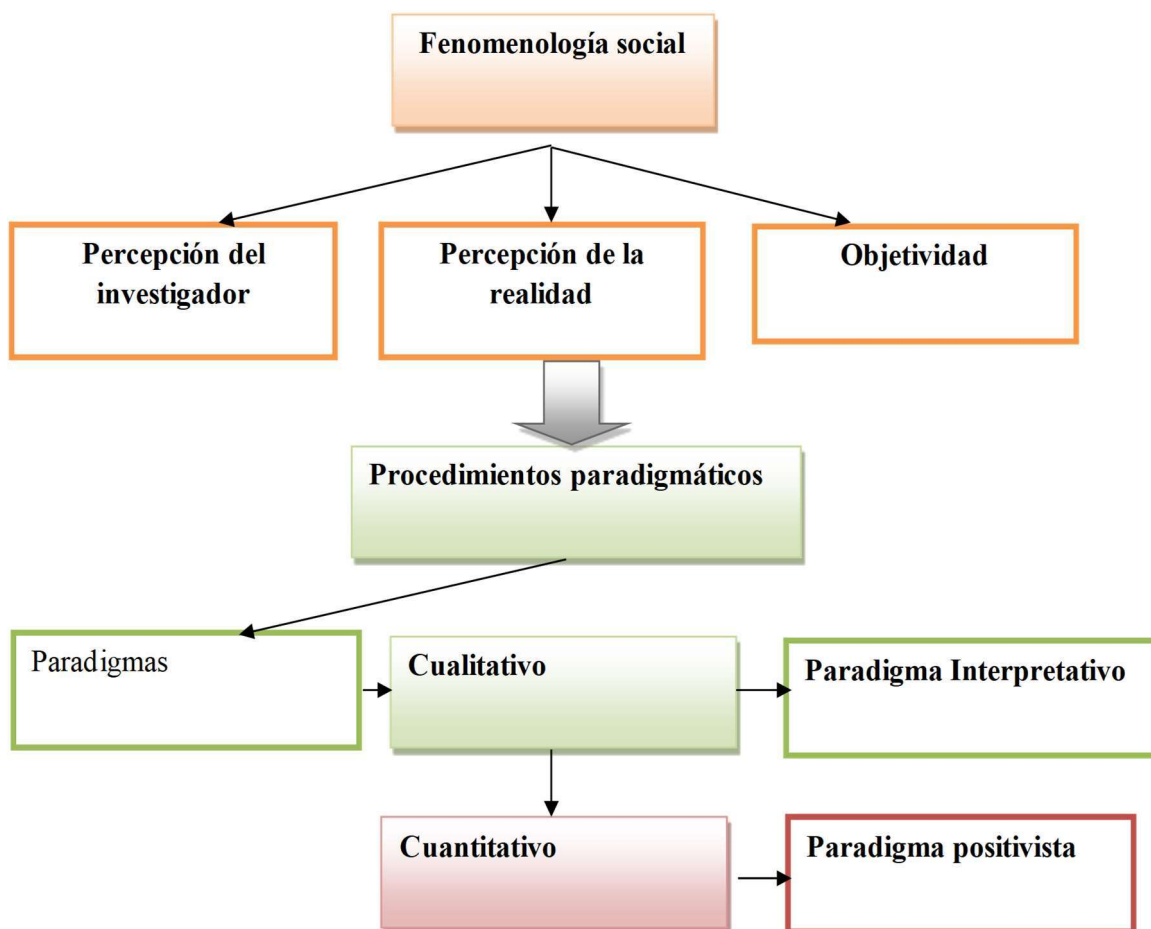 Fenomenología social
Percepción del
investigador
Percepción de la
realidad
Objetividad
Procedimientos paradigmáticos
Paradigmas
Cualitativo
Paradigma Interpretativo
Cuantitativo
Paradigma positivista